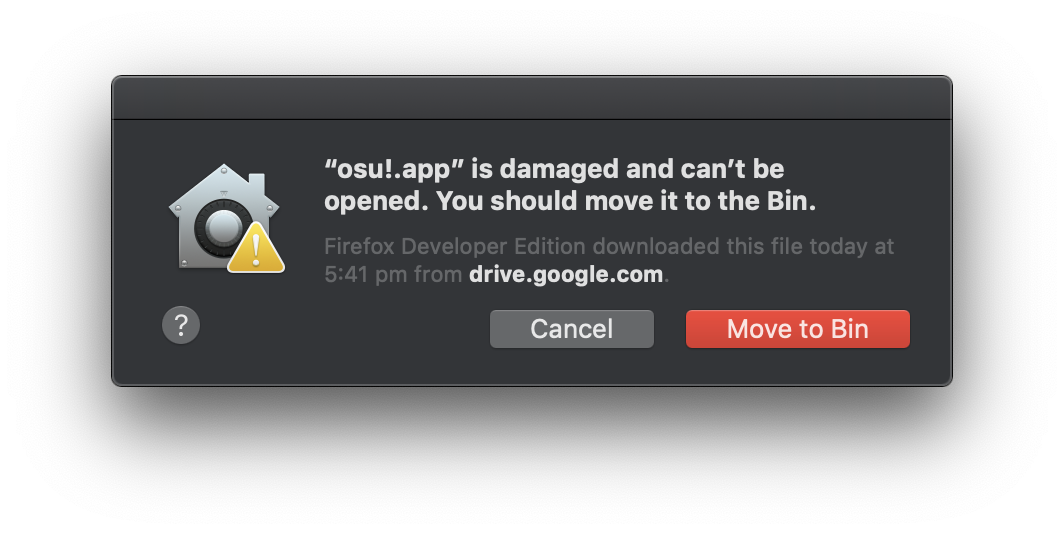 “osu!.app” is damaged and can’t be
opened. You should move it to the Bin.
Firefox Developer Edition downloaded this file today at
5:41 pm from drive.google.com.
?
Cancel
Move to Bin